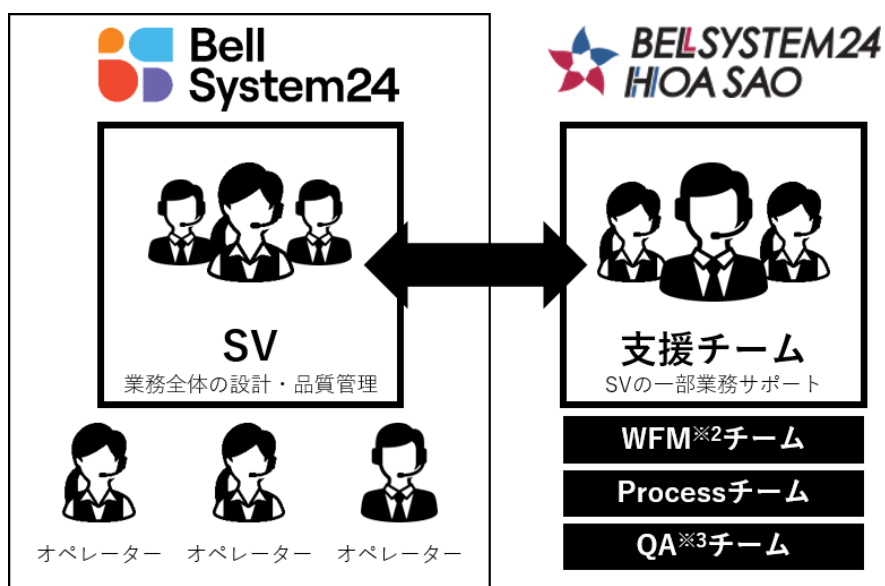 Bell
System24
SV
業務全体の設計・品質管理
オペレーター
オペレーター
オペレーター
BELLSYSTEM24
HOA SAO
支援チーム
SVの一部業務サポート
WFM※2チーム
Processチーム
QA※3チーム